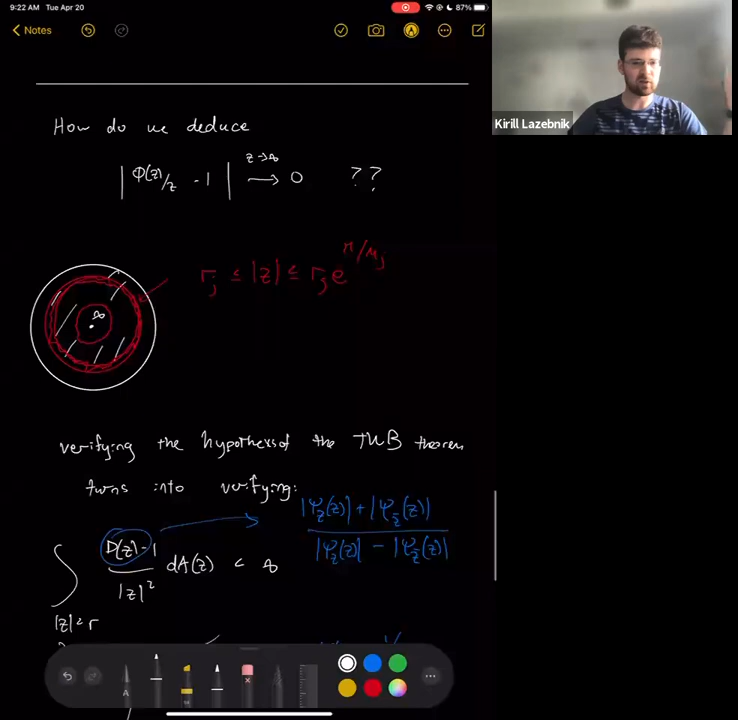 9:22 AM Tue Apr 20
87%
Notes
Kirill Lazebnik
How do we deduce
| Φ(z)/z - 1 | z→∞ → 0 ??
r_j ≤ |z| ≤ r_j e^{π/M_j}
∞
verifying the hypothesis of the TWB theorem
turns into verifying:
|φ_z(z)| + |φ_z̄(z)|
|φ_z(z)| - |φ_z̄(z)|
∫ D(z)-1 dA(z) < ∞
|z|²
|z|>r
A